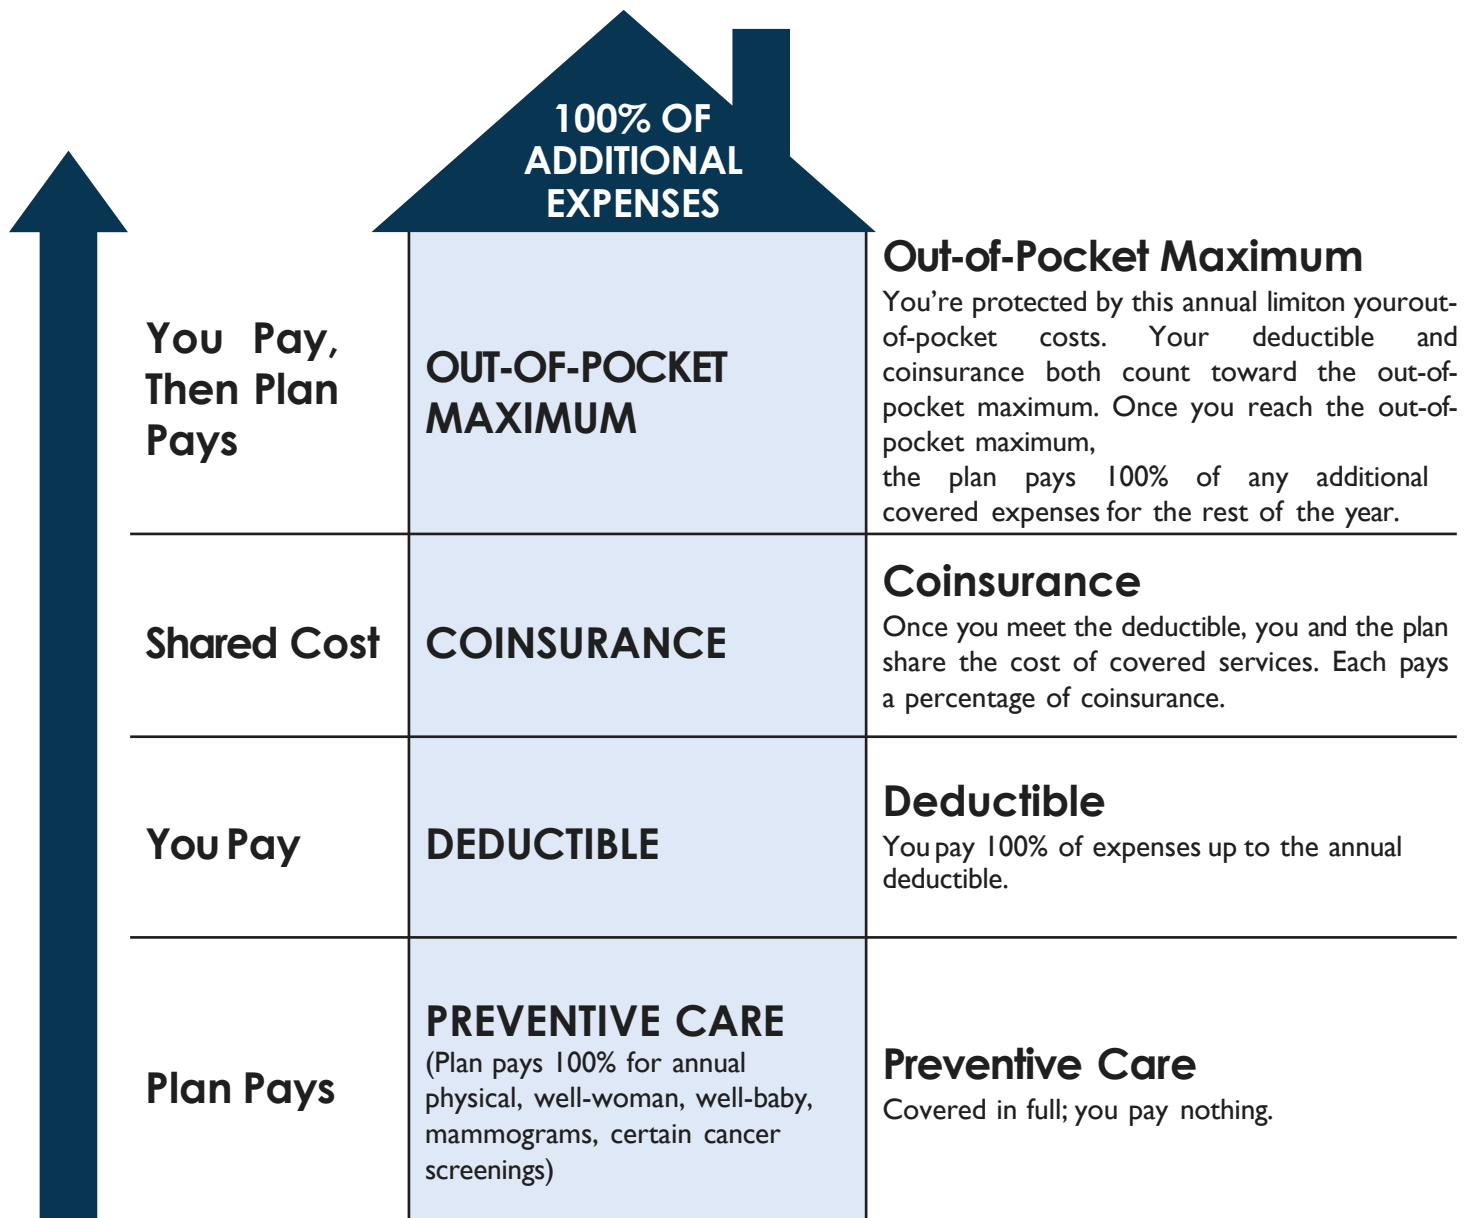 100% OF
ADDITIONAL
EXPENSES
You Pay,
Then Plan
Pays
OUT-OF-POCKET
MAXIMUM
Out-of-Pocket Maximum
You’re protected by this annual limiton yourout-
of-pocket costs. Your deductible and
coinsurance both count toward the out-of-
pocket maximum. Once you reach the out-of-
pocket maximum,
the plan pays 100% of any additional
covered expenses for the rest of the year.
Shared Cost
COINSURANCE
Coinsurance
Once you meet the deductible, you and the plan
share the cost of covered services. Each pays
a percentage of coinsurance.
You Pay
DEDUCTIBLE
Deductible
You pay 100% of expenses up to the annual
deductible.
Plan Pays
PREVENTIVE CARE
(Plan pays 100% for annual
physical, well-woman, well-baby,
mammograms, certain cancer
screenings)
Preventive Care
Covered in full; you pay nothing.